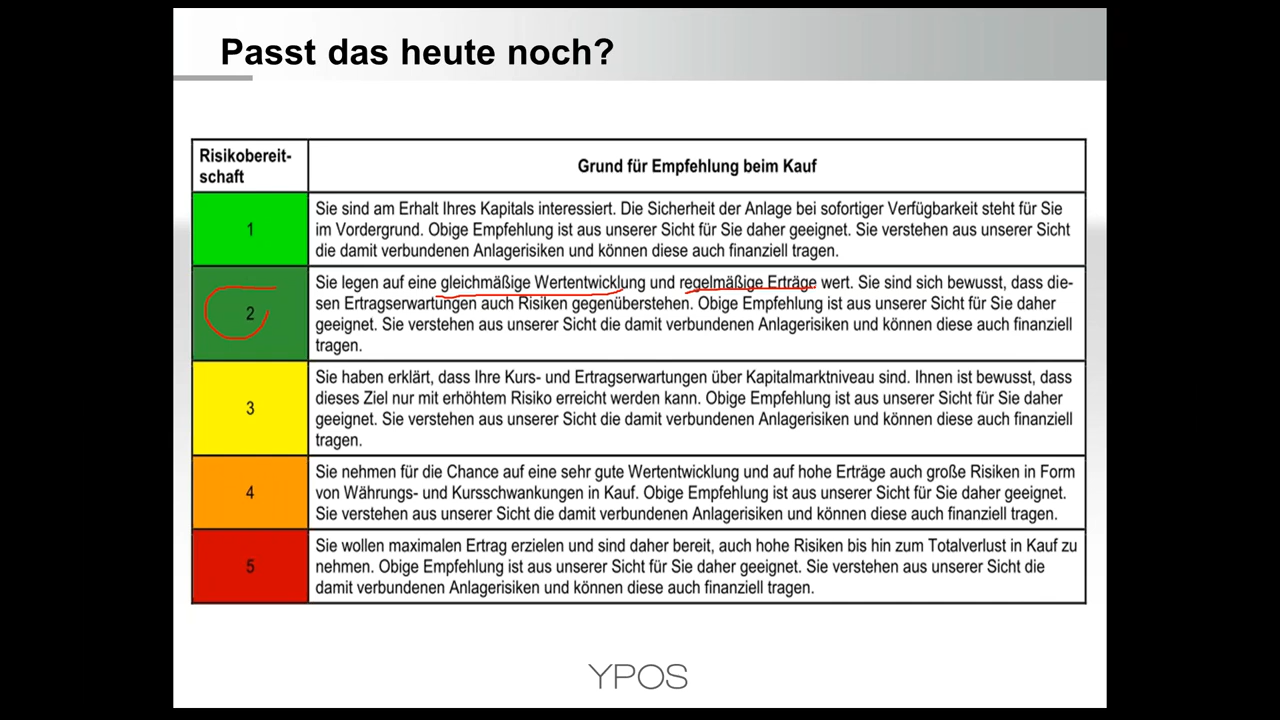 Passt das heute noch?
Risikobereit-
schaft
Grund für Empfehlung beim Kauf
1
Sie sind am Erhalt Ihres Kapitals interessiert. Die Sicherheit der Anlage bei sofortiger Verfügbarkeit steht für Sie
im Vordergrund. Obige Empfehlung ist aus unserer Sicht für Sie daher geeignet. Sie verstehen aus unserer Sicht
die damit verbundenen Anlagerisiken und können diese auch finanziell tragen.
2
Sie legen auf eine gleichmäßige Wertentwicklung und regelmäßige Erträge wert. Sie sind sich bewusst, dass die-
sen Ertragserwartungen auch Risiken gegenüberstehen. Obige Empfehlung ist aus unserer Sicht für Sie daher
geeignet. Sie verstehen aus unserer Sicht die damit verbundenen Anlagerisiken und können diese auch finanziell
tragen.
3
Sie haben erklärt, dass Ihre Kurs- und Ertragserwartungen über Kapitalmarktniveau sind. Ihnen ist bewusst, dass
dieses Ziel nur mit erhöhtem Risiko erreicht werden kann. Obige Empfehlung ist aus unserer Sicht für Sie daher
geeignet. Sie verstehen aus unserer Sicht die damit verbundenen Anlagerisiken und können diese auch finanziell
tragen.
4
Sie nehmen für die Chance auf eine sehr gute Wertentwicklung und auf hohe Erträge auch große Risiken in Form
von Währungs- und Kursschwankungen in Kauf. Obige Empfehlung ist aus unserer Sicht für Sie daher geeignet.
Sie verstehen aus unserer Sicht die damit verbundenen Anlagerisiken und können diese auch finanziell tragen.
5
Sie wollen maximalen Ertrag erzielen und sind daher bereit, auch hohe Risiken bis hin zum Totalverlust in Kauf zu
nehmen. Obige Empfehlung ist aus unserer Sicht für Sie daher geeignet. Sie verstehen aus unserer Sicht die
damit verbundenen Anlagerisiken und können diese auch finanziell tragen.
YPOS